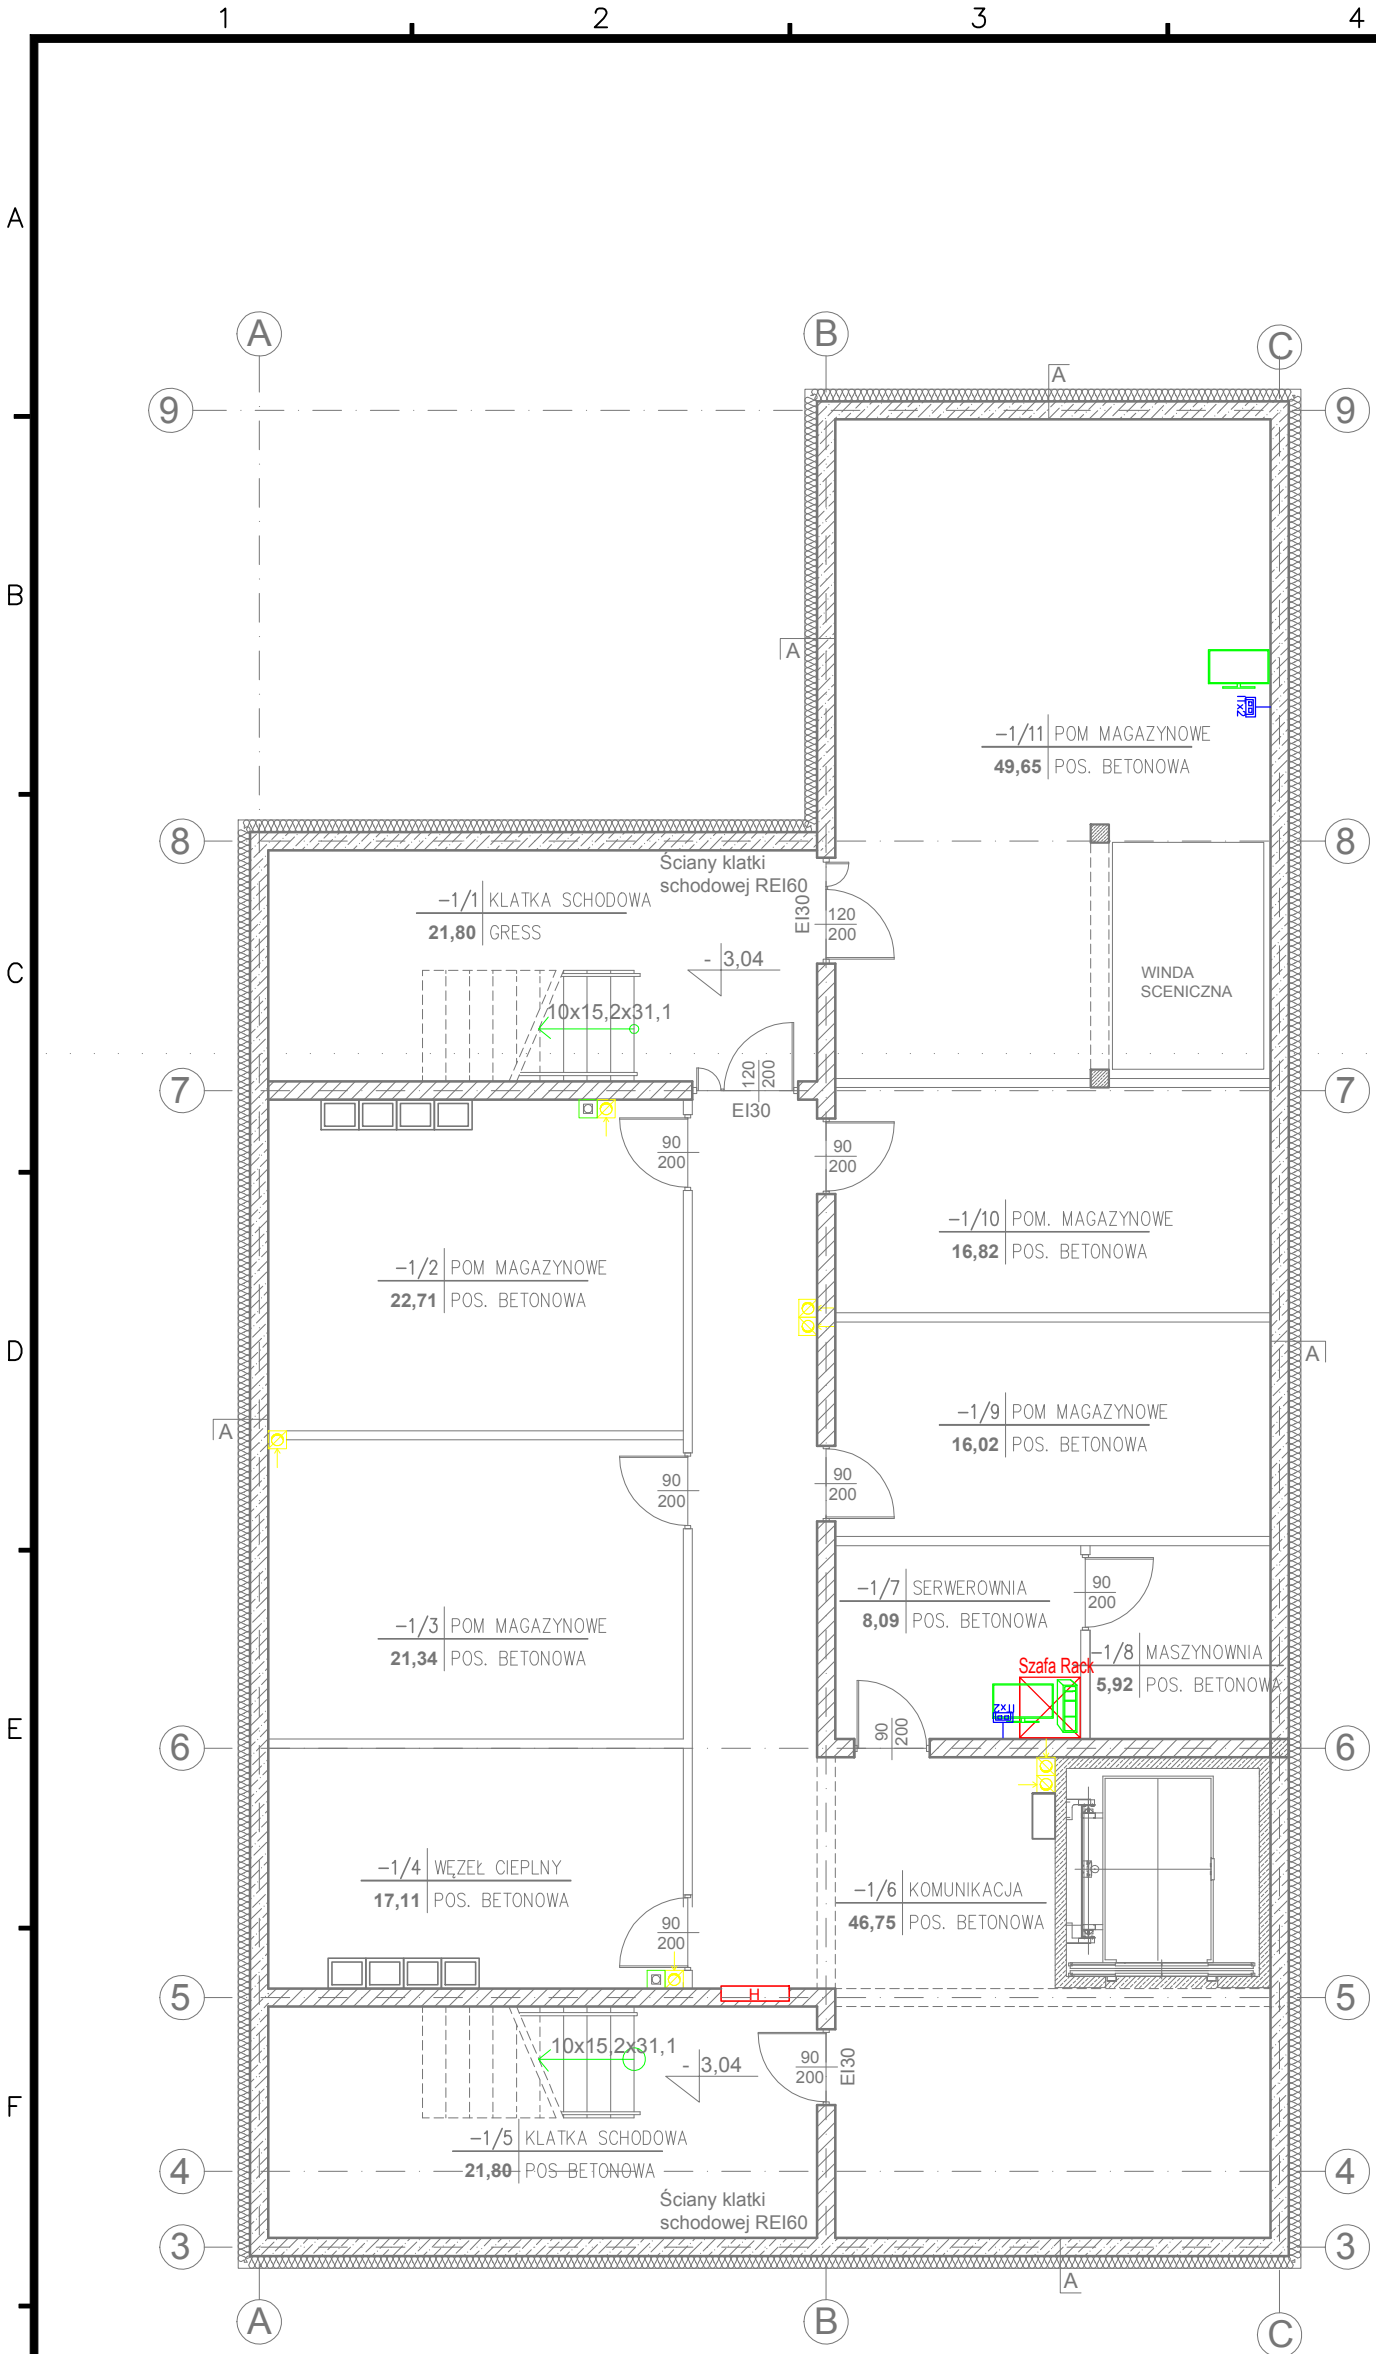 1 2 3 4
A
A B C
A
9 9
B
A
ITx2
-1/11 POM MAGAZYNOWE
49,65 POS. BETONOWA
8 8
Ściany klatki
schodowej REI60
-1/1 KLATKA SCHODOWA
21,80 GRESS
EI30
120
200
C
- 3,04
WINDA
SCENICZNA
10x15,2x31,1
7 7
120
200
EI30
90
200
90
200
-1/10 POM. MAGAZYNOWE
16,82 POS. BETONOWA
-1/2 POM MAGAZYNOWE
22,71 POS. BETONOWA
D
A
-1/9 POM MAGAZYNOWE
16,02 POS. BETONOWA
A
90
200
90
200
-1/7 SERWEROWNIA
8,09 POS. BETONOWA
90
200
-1/3 POM MAGAZYNOWE
21,34 POS. BETONOWA
-1/8 MASZYNOWNIA
5,92 POS. BETONOWA
Szafa Rack
ITx2
E
90
200
6 6
-1/4 WĘZEŁ CIEPLNY
17,11 POS. BETONOWA
-1/6 KOMUNIKACJA
46,75 POS. BETONOWA
90
200
H
5 5
10x15,2x31,1
- 3,04
90
200
EI30
F
-1/5 KLATKA SCHODOWA
21,80 POS BETONOWA
4 4
Ściany klatki
schodowej REI60
3 3
A
A B C